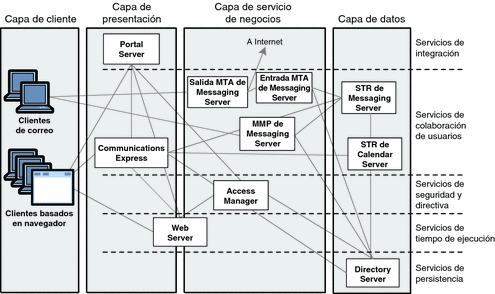 Capa de cliente
Capa de
presentación
Capa de servicio
de negocios
Capa de datos
Portal
Server
A Internet
Servicios de
integración
Salida MTA de
Messaging
Server
Entrada MTA
de Messaging
Server
STR de
Messaging
Server
Clientes
de correo
MMP de
Messaging
Server
Servicios de
colaboración
de usuarios
Communications
Express
STR de
Calendar
Server
Clientes basados
en navegador
Access
Manager
Servicios de
seguridad y
directiva
Web
Server
Servicios de
tiempo de ejecución
Directory
Server
Servicios de
persistencia